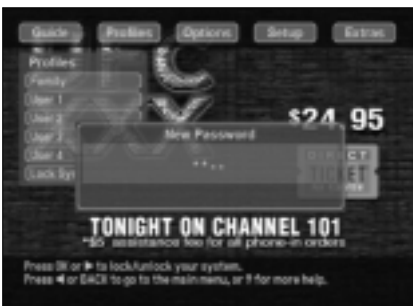 Guide Profiles Options Setup Extras
Profiles
Family
User 1
User 2
User 3
User 4
Lock Sys
$24.95
New Password
**--
DIRECT
TICKET
TONIGHT ON CHANNEL 101
*$5 assistance fee for all phone-in orders
Press OK or ▶ to lock/unlock your system.
Press ◀ or BACK to go to the main menu, or ? for more help.